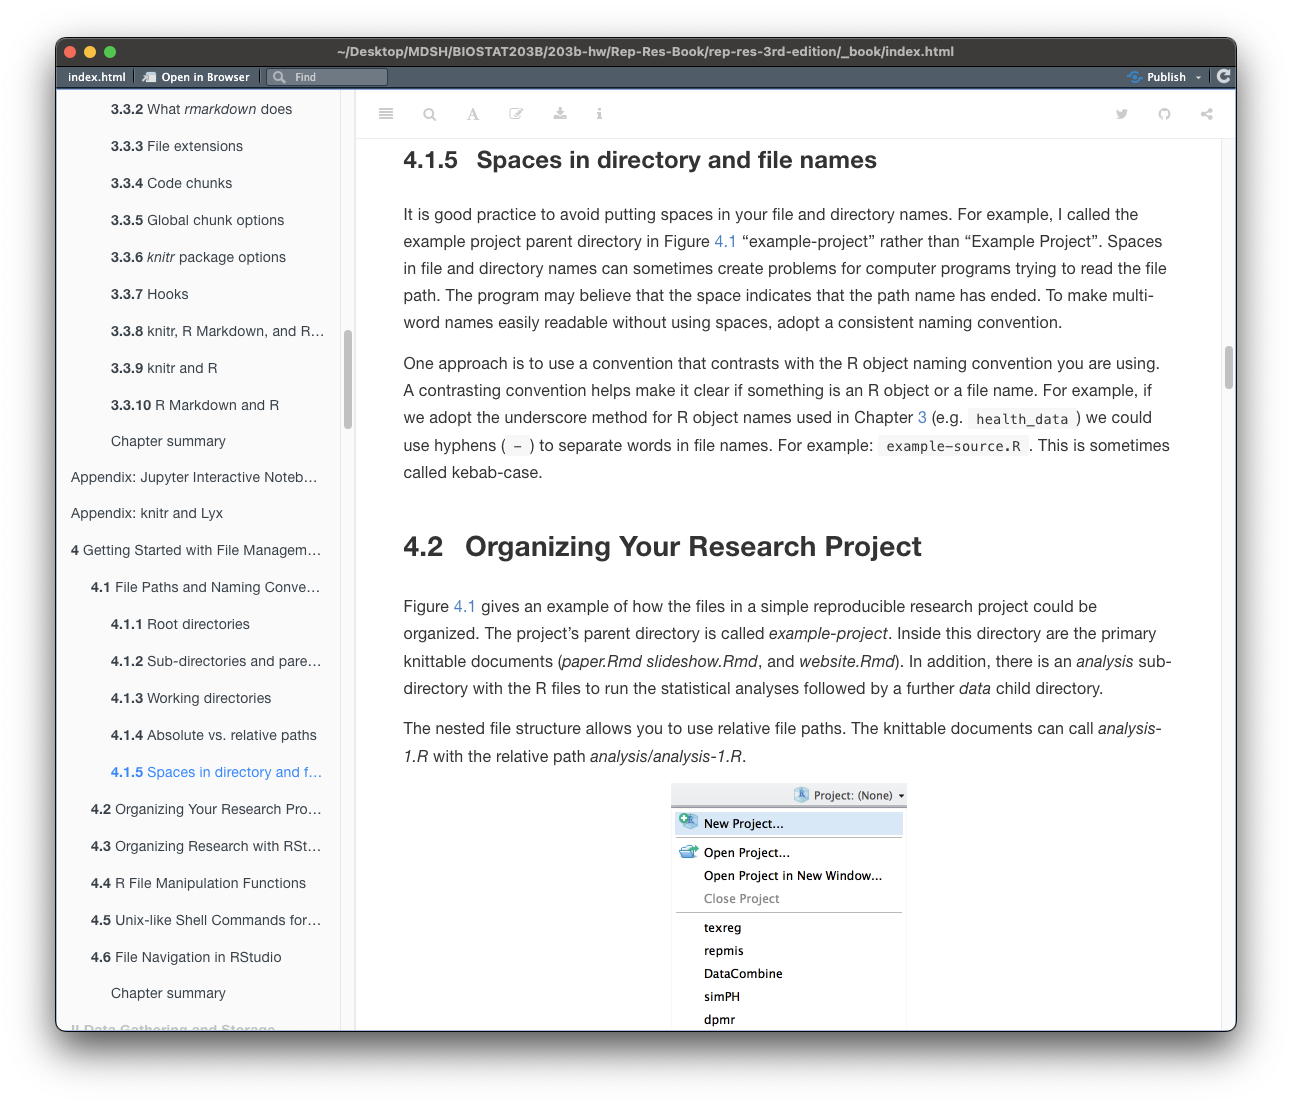 ~/Desktop/MDSH/BIOSTAT203B/203b-hw/Rep-Res-Book/rep-res-3rd-edition/_book/index.html
index.html Open in Browser Find Publish
3.3.2 What rmarkdown does
3.3.3 File extensions
3.3.4 Code chunks
3.3.5 Global chunk options
3.3.6 knitr package options
3.3.7 Hooks
3.3.8 knitr, R Markdown, and R...
3.3.9 knitr and R
3.3.10 R Markdown and R
Chapter summary
Appendix: Jupyter Interactive Noteb...
Appendix: knitr and Lyx
4 Getting Started with File Managem...
4.1 File Paths and Naming Conve...
4.1.1 Root directories
4.1.2 Sub-directories and pare...
4.1.3 Working directories
4.1.4 Absolute vs. relative paths
4.1.5 Spaces in directory and f...
4.2 Organizing Your Research Pro...
4.3 Organizing Research with RSt...
4.4 R File Manipulation Functions
4.5 Unix-like Shell Commands for...
4.6 File Navigation in RStudio
Chapter summary
II Data Gathering and Storage
4.1.5 Spaces in directory and file names
It is good practice to avoid putting spaces in your file and directory names. For example, I called the
example project parent directory in Figure 4.1 “example-project” rather than “Example Project”. Spaces
in file and directory names can sometimes create problems for computer programs trying to read the file
path. The program may believe that the space indicates that the path name has ended. To make multi-
word names easily readable without using spaces, adopt a consistent naming convention.
One approach is to use a convention that contrasts with the R object naming convention you are using.
A contrasting convention helps make it clear if something is an R object or a file name. For example, if
we adopt the underscore method for R object names used in Chapter 3 (e.g. health_data ) we could
use hyphens ( - ) to separate words in file names. For example: example-source.R . This is sometimes
called kebab-case.
4.2 Organizing Your Research Project
Figure 4.1 gives an example of how the files in a simple reproducible research project could be
organized. The project’s parent directory is called example-project. Inside this directory are the primary
knittable documents (paper.Rmd slideshow.Rmd, and website.Rmd). In addition, there is an analysis sub-
directory with the R files to run the statistical analyses followed by a further data child directory.
The nested file structure allows you to use relative file paths. The knittable documents can call analysis-
1.R with the relative path analysis/analysis-1.R.
Project: (None)
New Project...
Open Project...
Open Project in New Window...
Close Project
texreg
repmis
DataCombine
simPH
dpmr